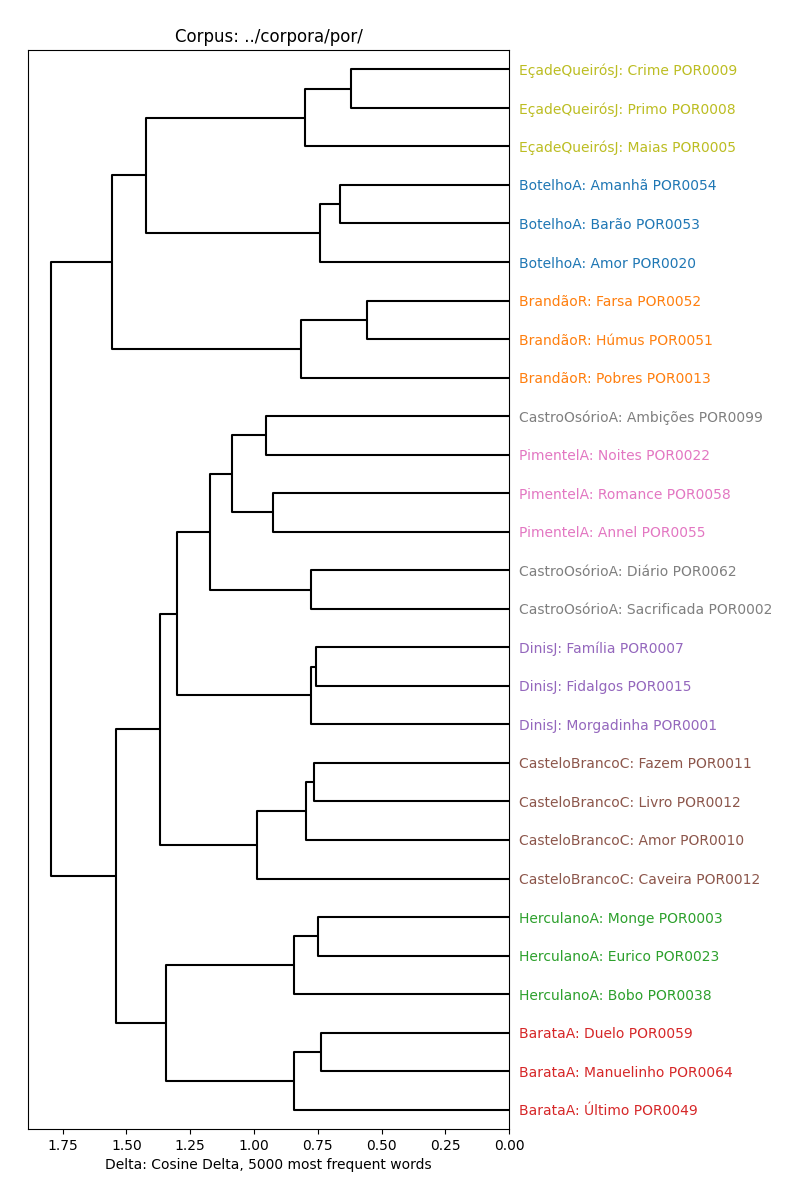 Corpus: ../corpora/por/
EçadeQueirósJ: Crime POR0009
EçadeQueirósJ: Primo POR0008
EçadeQueirósJ: Maias POR0005
BotelhoA: Amanhã POR0054
BotelhoA: Barão POR0053
BotelhoA: Amor POR0020
BrandãoR: Farsa POR0052
BrandãoR: Húmus POR0051
BrandãoR: Pobres POR0013
CastroOsórioA: Ambições POR0099
PimentelA: Noites POR0022
PimentelA: Romance POR0058
PimentelA: Annel POR0055
CastroOsórioA: Diário POR0062
CastroOsórioA: Sacrificada POR0002
DinisJ: Família POR0007
DinisJ: Fidalgos POR0015
DinisJ: Morgadinha POR0001
CasteloBrancoC: Fazem POR0011
CasteloBrancoC: Livro POR0012
CasteloBrancoC: Amor POR0010
CasteloBrancoC: Caveira POR0012
HerculanoA: Monge POR0003
HerculanoA: Eurico POR0023
HerculanoA: Bobo POR0038
BarataA: Duelo POR0059
BarataA: Manuelinho POR0064
BarataA: Último POR0049
1.75 1.50 1.25 1.00 0.75 0.50 0.25 0.00
Delta: Cosine Delta, 5000 most frequent words